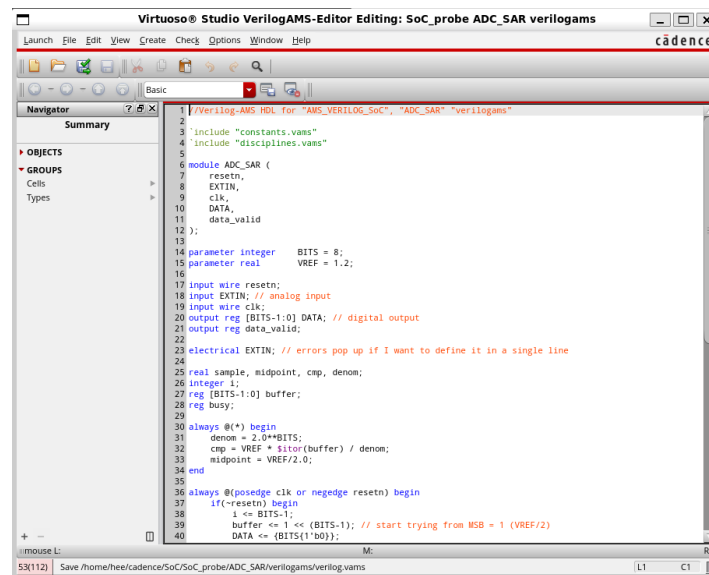 Virtuoso® Studio VerilogAMS-Editor Editing: SoC_probe ADC_SAR verilogams
Launch File Edit View Create Check Options Window Help
cādence
Basic
Navigator
Summary
OBJECTS
GROUPS
Cells
Types
1 //Verilog-AMS HDL for "AMS_VERILOG_SoC", "ADC_SAR" "verilogams"
2
3 `include "constants.vams"
4 `include "disciplines.vams"
5
6 module ADC_SAR (
7     resetn,
8     EXTIN,
9     clk,
10     DATA,
11     data_valid
12 );
13
14 parameter integer    BITS = 8;
15 parameter real       VREF = 1.2;
16
17 input wire resetn;
18 input EXTIN; // analog input
19 input wire clk;
20 output reg [BITS-1:0] DATA; // digital output
21 output reg data_valid;
22
23 electrical EXTIN; // errors pop up if I want to define it in a single line
24
25 real sample, midpoint, cmp, denom;
26 integer i;
27 reg [BITS-1:0] buffer;
28 reg busy;
29
30 always @(*) begin
31     denom = 2.0**BITS;
32     cmp = VREF * $itor(buffer) / denom;
33     midpoint = VREF/2.0;
34 end
35
36 always @(posedge clk or negedge resetn) begin
37     if(~resetn) begin
38         i <= BITS-1;
39         buffer <= 1 << (BITS-1); // start trying from MSB = 1 (VREF/2)
40         DATA <= {BITS{1'b0}};
mouse L: M: R
53(112) Save /home/hee/cadence/SoC/SoC_probe/ADC_SAR/verilogams/verilog.vams L1 C1